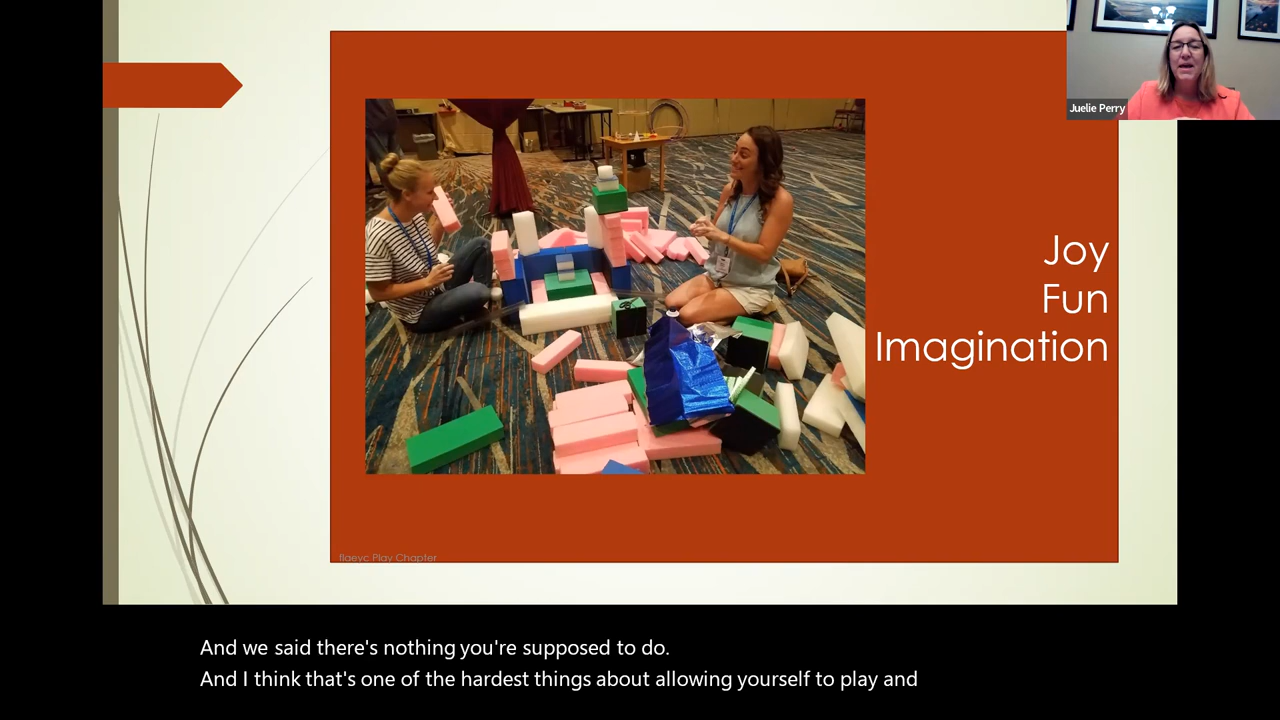 Juelie Perry
Joy
Fun
Imagination
flaeyc Play Chapter
And we said there's nothing you're supposed to do.
And I think that's one of the hardest things about allowing yourself to play and